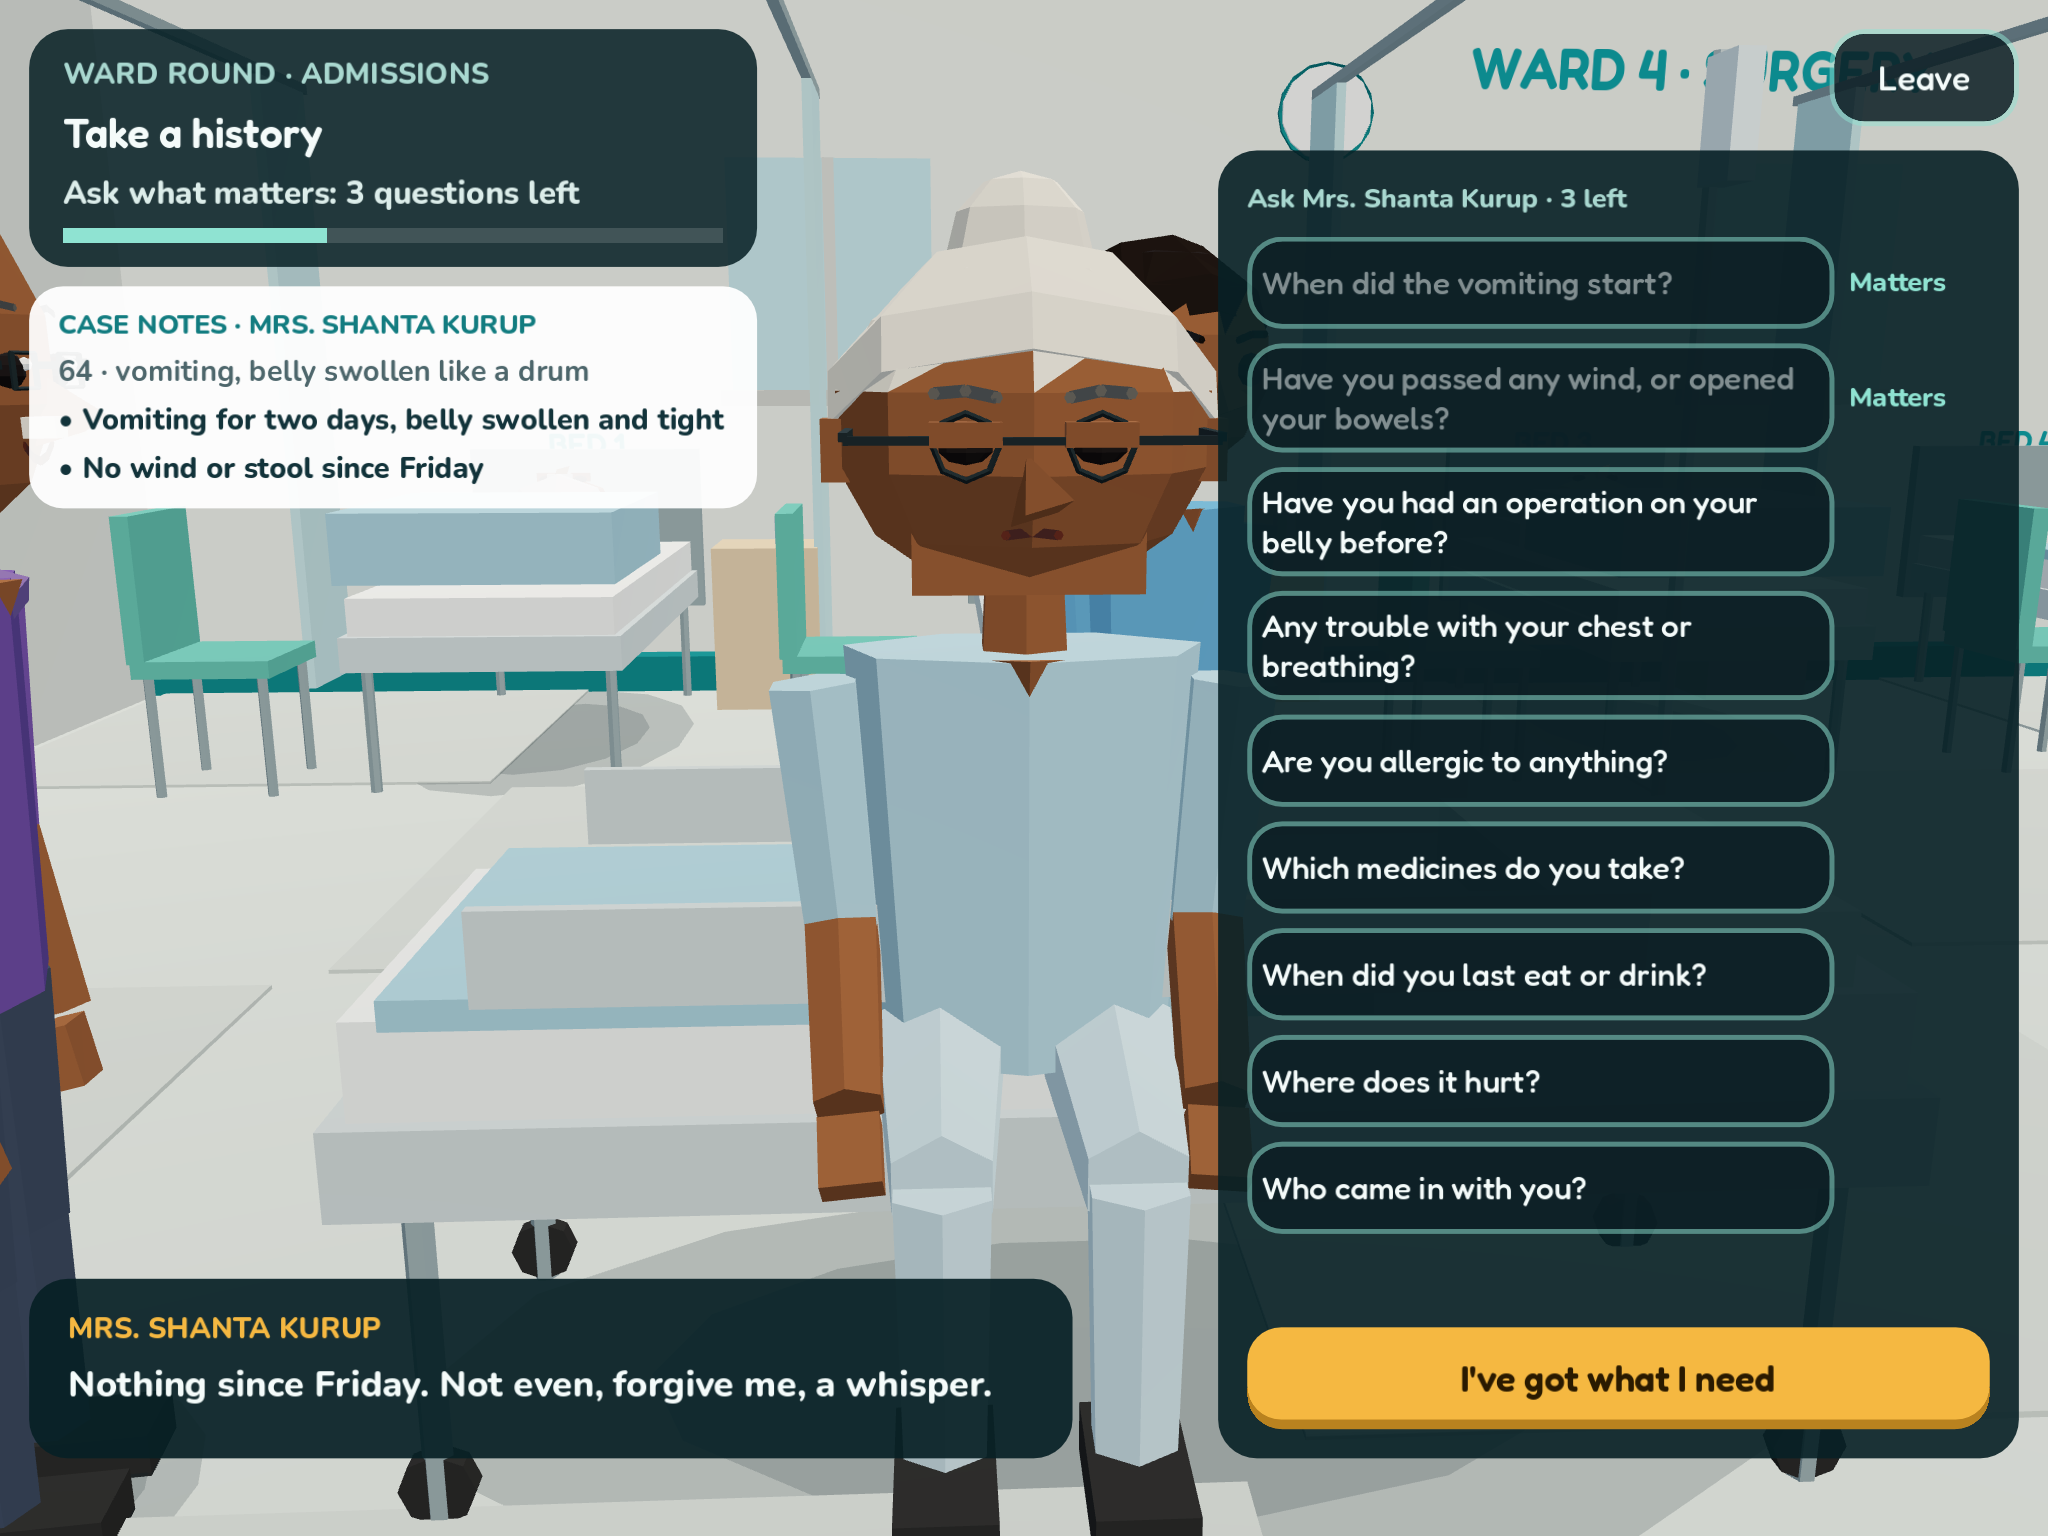 WARD ROUND · ADMISSIONS
Take a history
Ask what matters: 3 questions left
CASE NOTES · MRS. SHANTA KURUP
64 · vomiting, belly swollen like a drum
• Vomiting for two days, belly swollen and tight
• No wind or stool since Friday
WARD 4 ·
Leave
Ask Mrs. Shanta Kurup · 3 left
When did the vomiting start?
Matters
Have you passed any wind, or opened
your bowels?
Matters
Have you had an operation on your
belly before?
Any trouble with your chest or
breathing?
Are you allergic to anything?
Which medicines do you take?
When did you last eat or drink?
Where does it hurt?
Who came in with you?
I've got what I need
BED 4
MRS. SHANTA KURUP
Nothing since Friday. Not even, forgive me, a whisper.